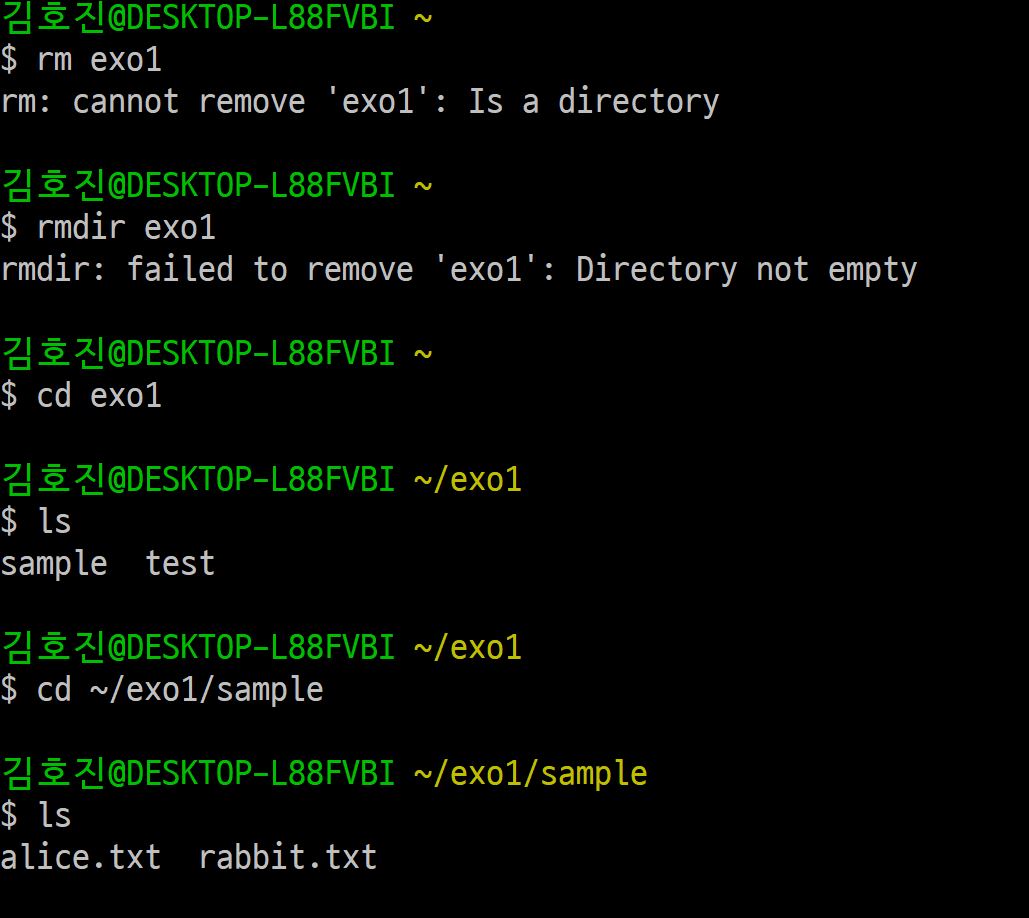 김호진@DESKTOP-L88FVBI ~
$ rm exo1
rm: cannot remove 'exo1': Is a directory
김호진@DESKTOP-L88FVBI ~
$ rmdir exo1
rmdir: failed to remove 'exo1': Directory not empty
김호진@DESKTOP-L88FVBI ~
$ cd exo1
김호진@DESKTOP-L88FVBI ~/exo1
$ ls
sample  test
김호진@DESKTOP-L88FVBI ~/exo1
$ cd ~/exo1/sample
김호진@DESKTOP-L88FVBI ~/exo1/sample
$ ls
alice.txt  rabbit.txt